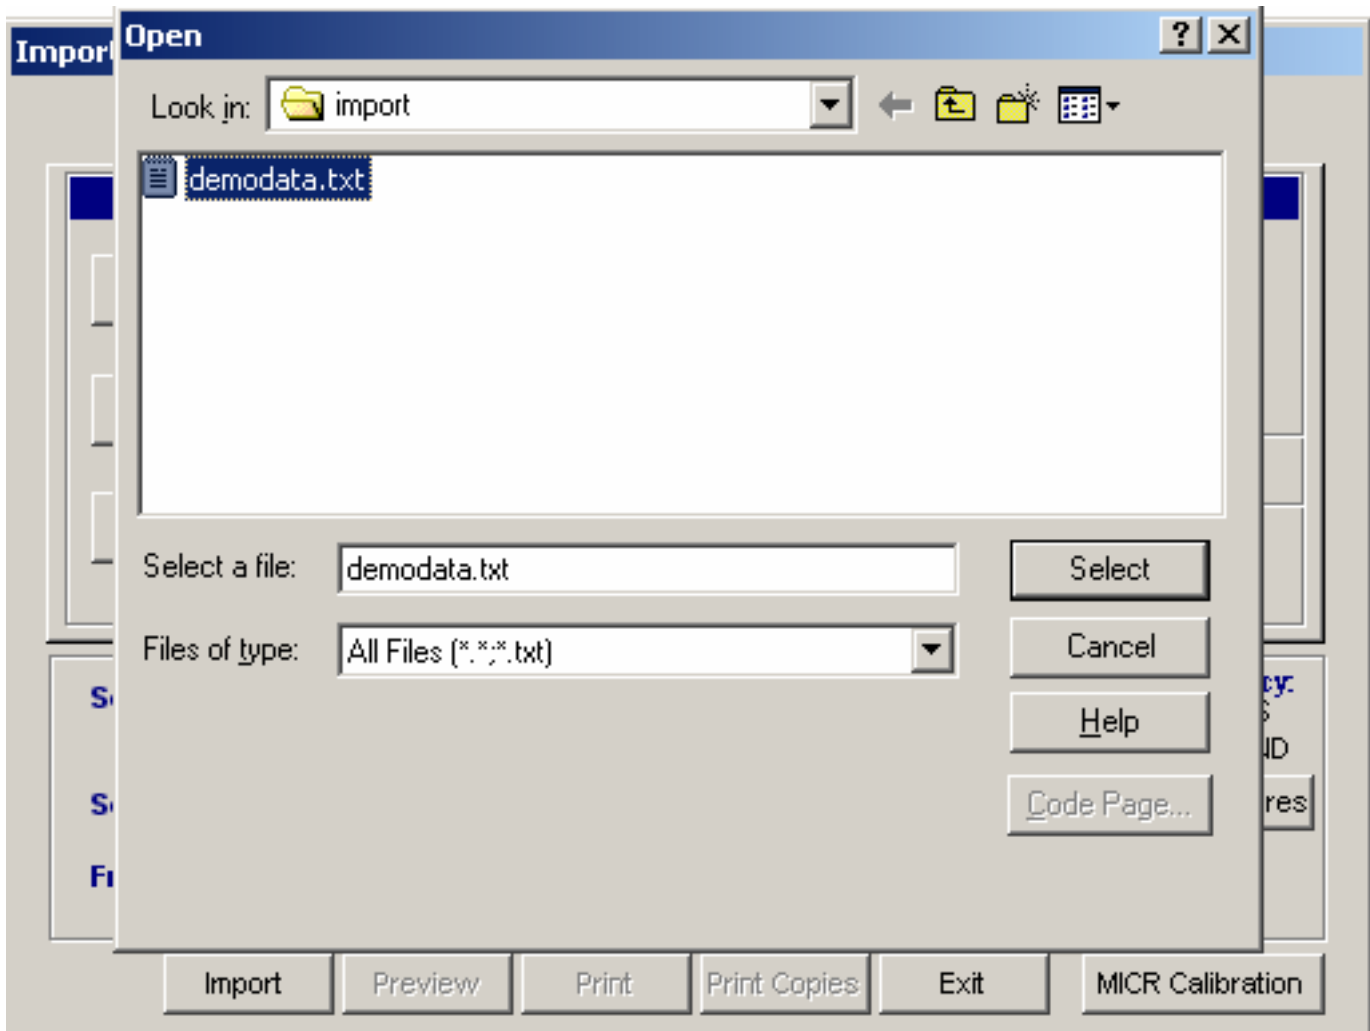 Import
Open
Look in: import
demodata.txt
Select a file: demodata.txt Select
Files of type: All Files (*.*;*.txt) Cancel
Help
Code Page...
Import Preview Print Print Copies Exit MICR Calibration